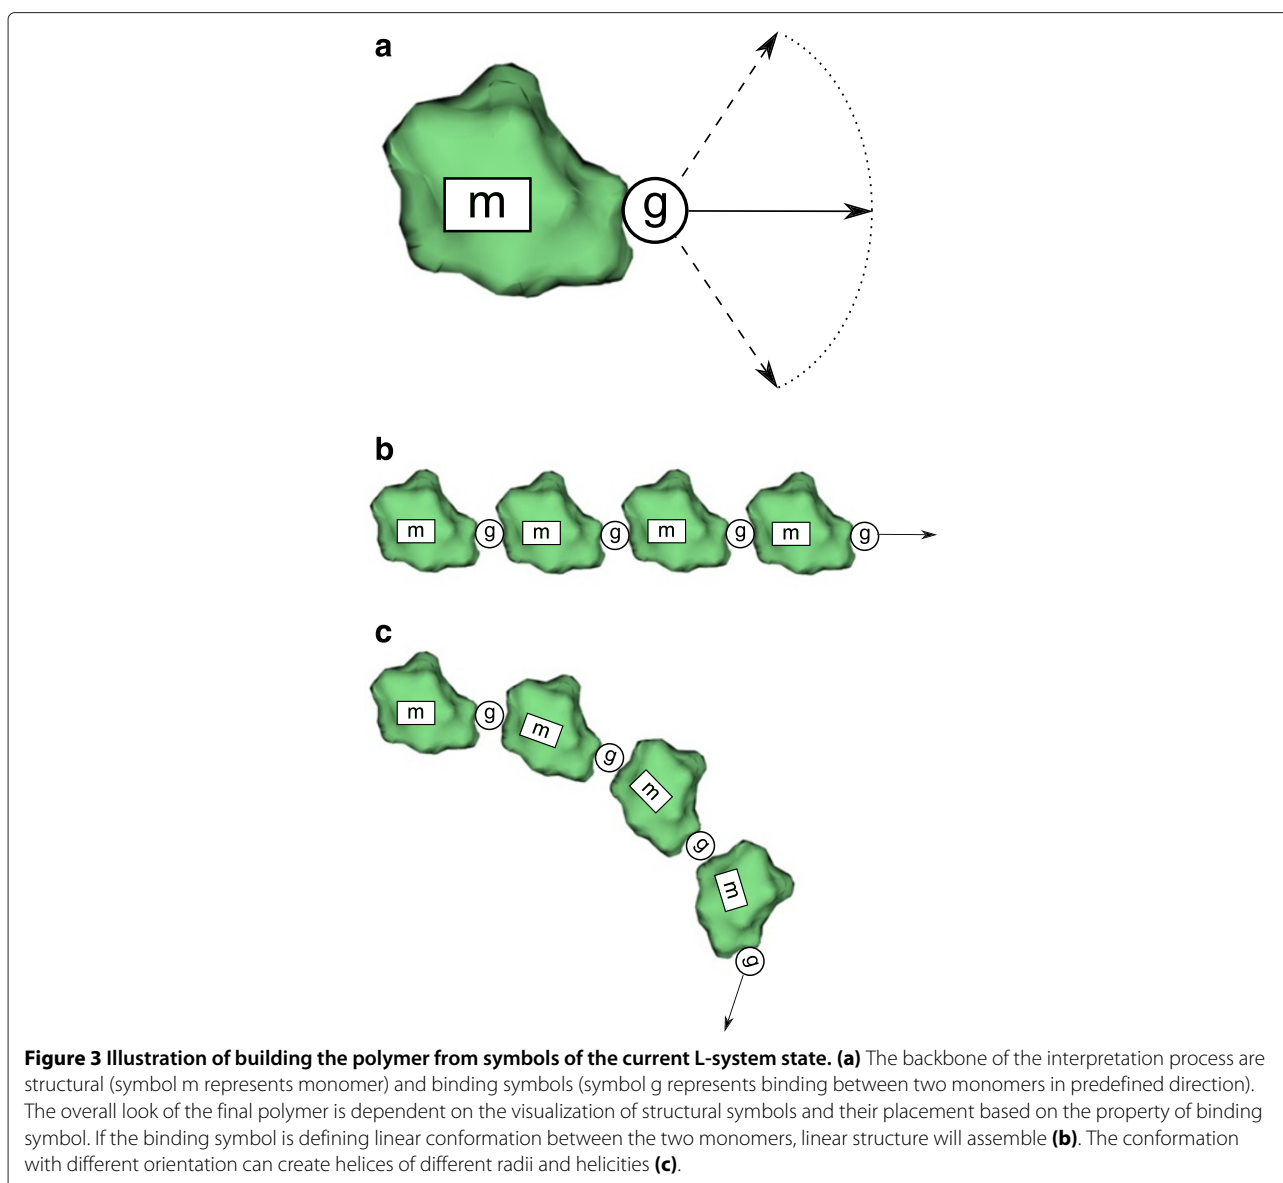 a
m
g
b
m g m g m g m g
c
m
g
m
g
m
g
m
g
Figure 3 Illustration of building the polymer from symbols of the current L-system state. (a) The backbone of the interpretation process are
structural (symbol m represents monomer) and binding symbols (symbol g represents binding between two monomers in predefined direction).
The overall look of the final polymer is dependent on the visualization of structural symbols and their placement based on the property of binding
symbol. If the binding symbol is defining linear conformation between the two monomers, linear structure will assemble (b). The conformation
with different orientation can create helices of different radii and helicities (c).